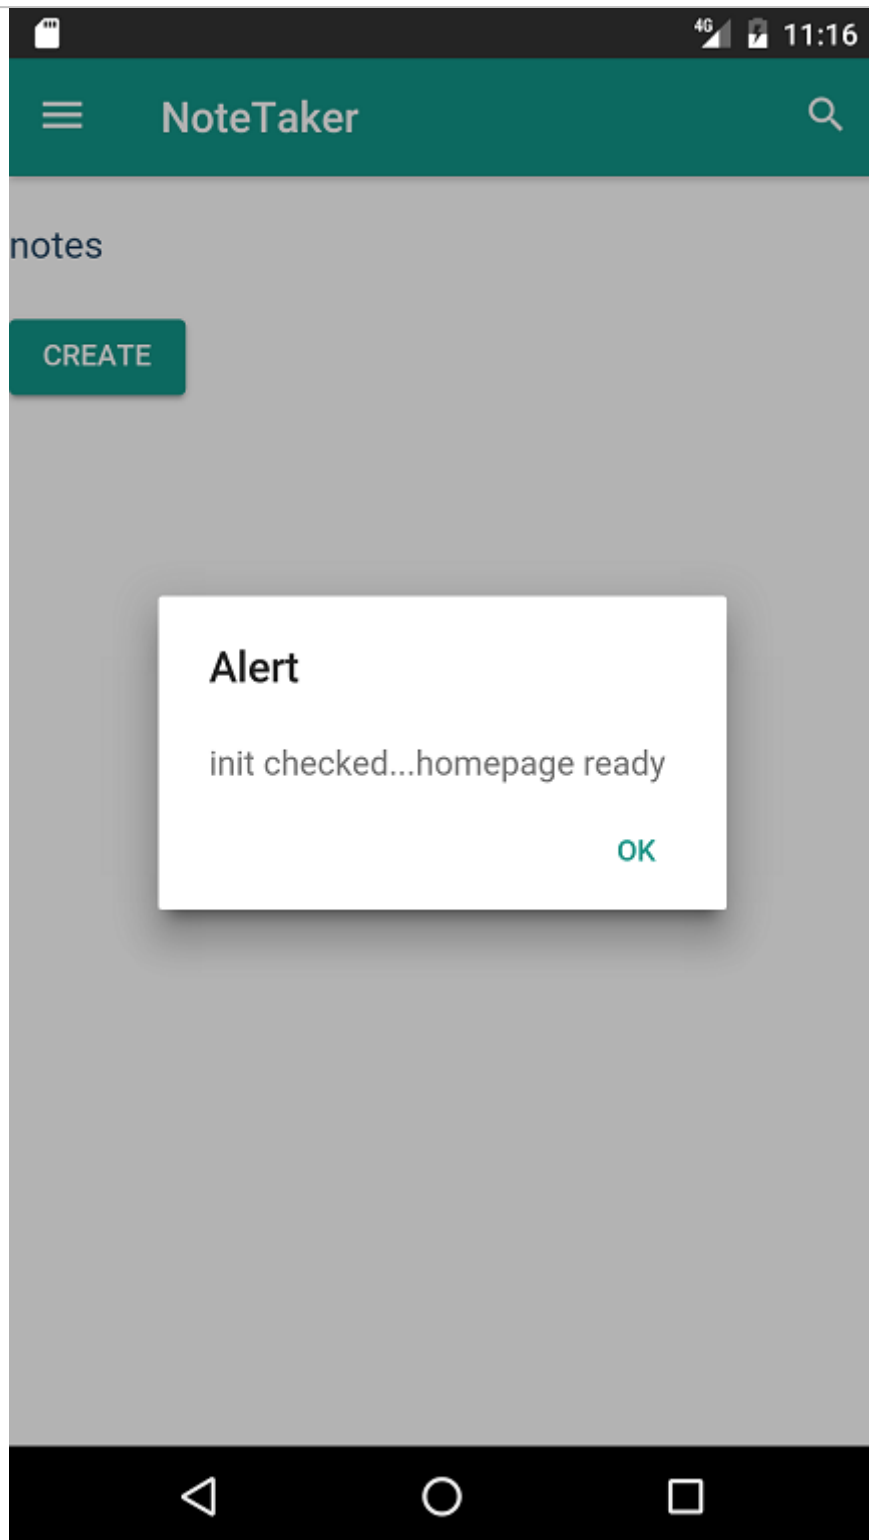 4G 11:16
NoteTaker
notes
CREATE
Alert
init checked...homepage ready
OK